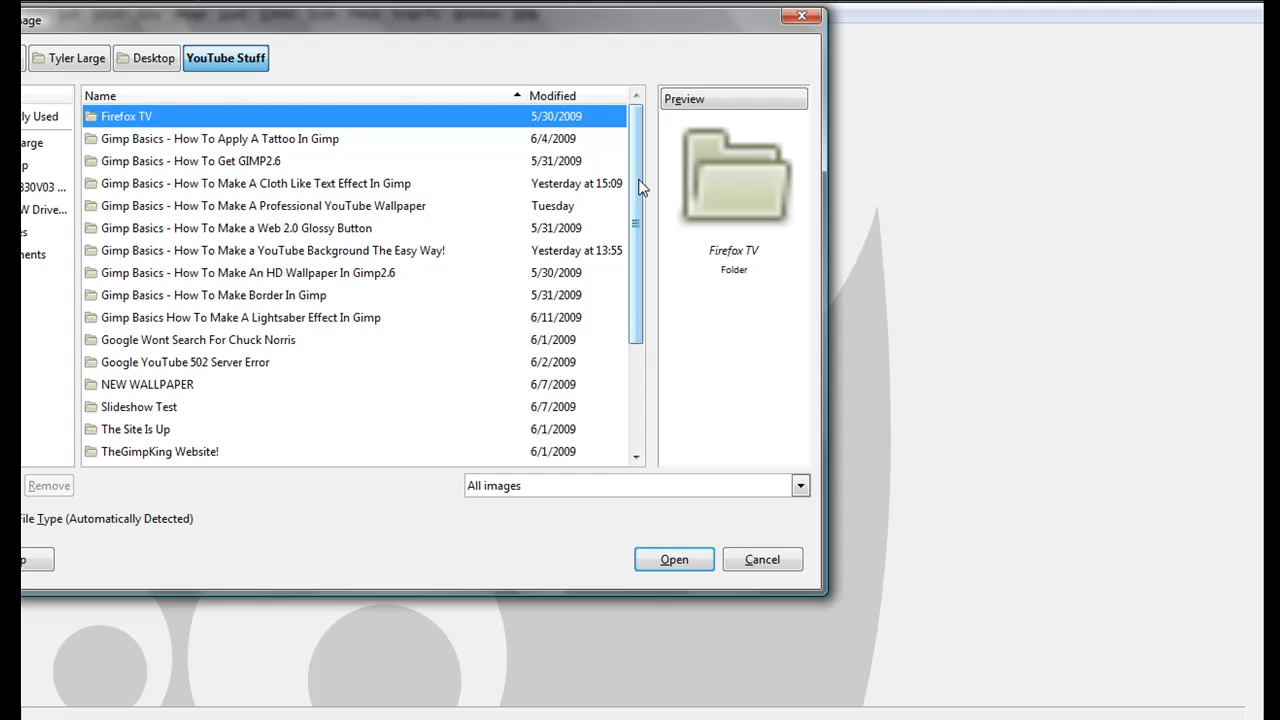 age
Tyler Large Desktop YouTube Stuff
Name Modified Preview
ly Used
Firefox TV 5/30/2009
arge
Gimp Basics - How To Apply A Tattoo In Gimp 6/4/2009
p
Gimp Basics - How To Get GIMP2.6 5/31/2009
330V03 ...
Gimp Basics - How To Make A Cloth Like Text Effect In Gimp Yesterday at 15:09
W Drive...
Gimp Basics - How To Make A Professional YouTube Wallpaper Tuesday
es
Gimp Basics - How To Make a Web 2.0 Glossy Button 5/31/2009
ments
Gimp Basics - How To Make a YouTube Background The Easy Way! Yesterday at 13:55
Firefox TV
Folder
Gimp Basics - How To Make An HD Wallpaper In Gimp2.6 5/30/2009
Gimp Basics - How To Make Border In Gimp 5/31/2009
Gimp Basics How To Make A Lightsaber Effect In Gimp 6/11/2009
Google Wont Search For Chuck Norris 6/1/2009
Google YouTube 502 Server Error 6/2/2009
NEW WALLPAPER 6/7/2009
Slideshow Test 6/7/2009
The Site Is Up 6/1/2009
TheGimpKing Website! 6/1/2009
Remove All images
File Type (Automatically Detected)
p Open Cancel